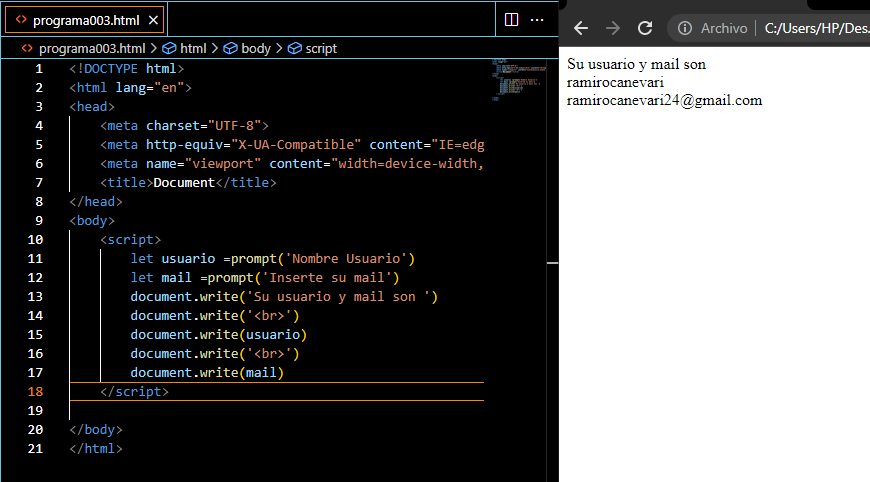 programa003.html
programa003.html > html > body > script
1 <!DOCTYPE html>
2 <html lang="en">
3 <head>
4 <meta charset="UTF-8">
5 <meta http-equiv="X-UA-Compatible" content="IE=edg
6 <meta name="viewport" content="width=device-width,
7 <title>Document</title>
8 </head>
9 <body>
10 <script>
11 let usuario =prompt('Nombre Usuario')
12 let mail =prompt('Inserte su mail')
13 document.write('Su usuario y mail son ')
14 document.write('<br>')
15 document.write(usuario)
16 document.write('<br>')
17 document.write(mail)
18 </script>
19
20 </body>
21 </html>
Archivo C:/Users/HP/Des.
Su usuario y mail son
ramirocanevari
ramirocanevari24@gmail.com